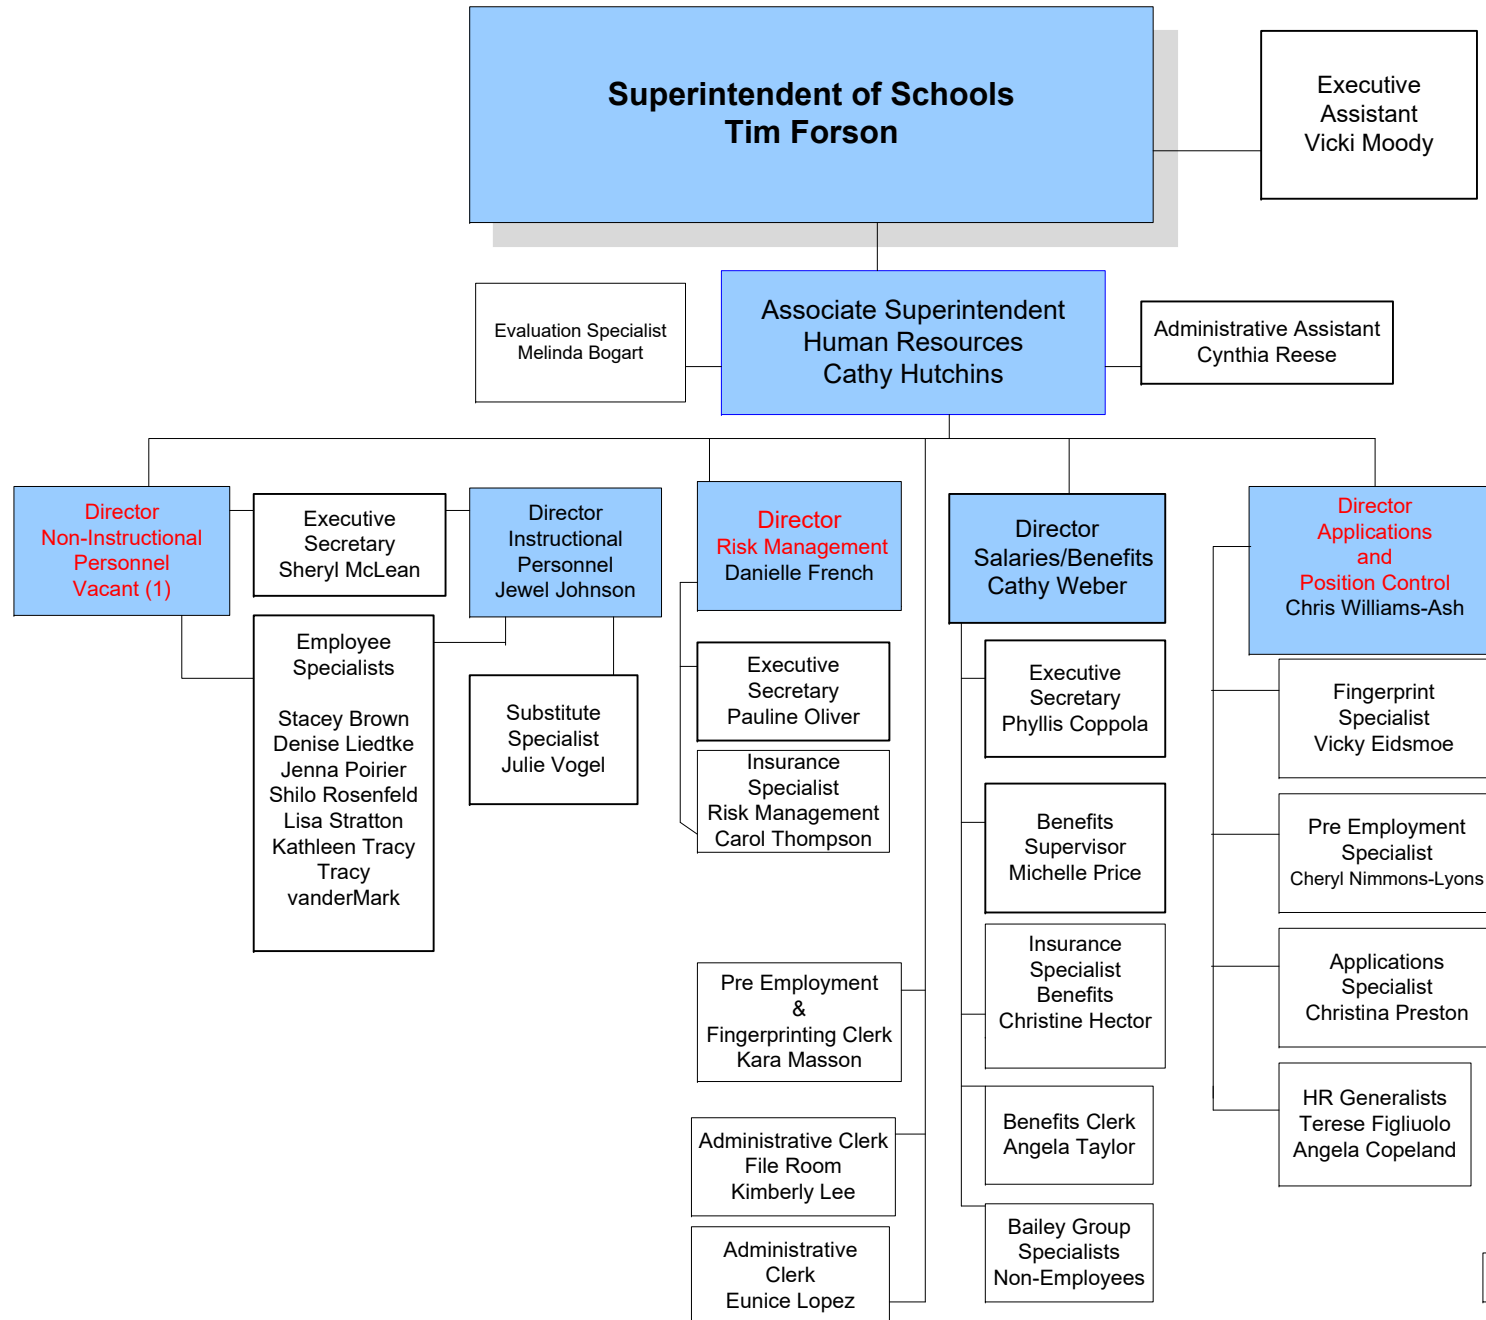 Superintendent of Schools
Tim Forson
Executive
Assistant
Vicki Moody
Evaluation Specialist
Melinda Bogart
Associate Superintendent
Human Resources
Cathy Hutchins
Administrative Assistant
Cynthia Reese
Director
Non-Instructional
Personnel
Vacant (1)
Executive
Secretary
Sheryl McLean
Director
Instructional
Personnel
Jewel Johnson
Director
Risk Management
Danielle French
Director
Salaries/Benefits
Cathy Weber
Director
Applications
and
Position Control
Chris Williams-Ash
Employee
Specialists
Stacey Brown
Denise Liedtke
Jenna Poirier
Shilo Rosenfeld
Lisa Stratton
Kathleen Tracy
Tracy
vanderMark
Substitute
Specialist
Julie Vogel
Executive
Secretary
Pauline Oliver
Insurance
Specialist
Risk Management
Carol Thompson
Pre Employment
&
Fingerprinting Clerk
Kara Masson
Administrative Clerk
File Room
Kimberly Lee
Administrative
Clerk
Eunice Lopez
Executive
Secretary
Phyllis Coppola
Benefits
Supervisor
Michelle Price
Insurance
Specialist
Benefits
Christine Hector
Benefits Clerk
Angela Taylor
Bailey Group
Specialists
Non-Employees
Fingerprint
Specialist
Vicky Eidsmoe
Pre Employment
Specialist
Cheryl Nimmons-Lyons
Applications
Specialist
Christina Preston
HR Generalists
Terese Figliuolo
Angela Copeland